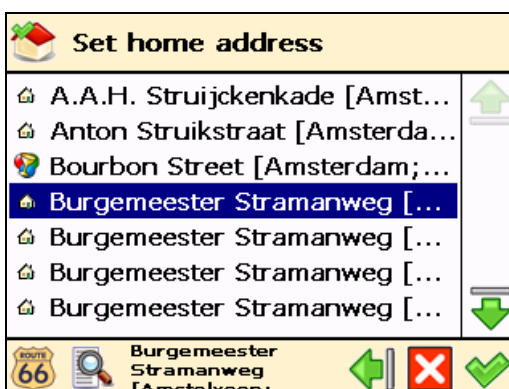 Set home address
A.A.H. Struijckenkade [Amst...
Anton Struikstraat [Amsterda...
Bourbon Street [Amsterdam;...
Burgemeester Stramanweg [...
Burgemeester Stramanweg [...
Burgemeester Stramanweg [...
Burgemeester Stramanweg [...
ROUTE
66
Burgemeester
Stramanweg
[Amstelveen;